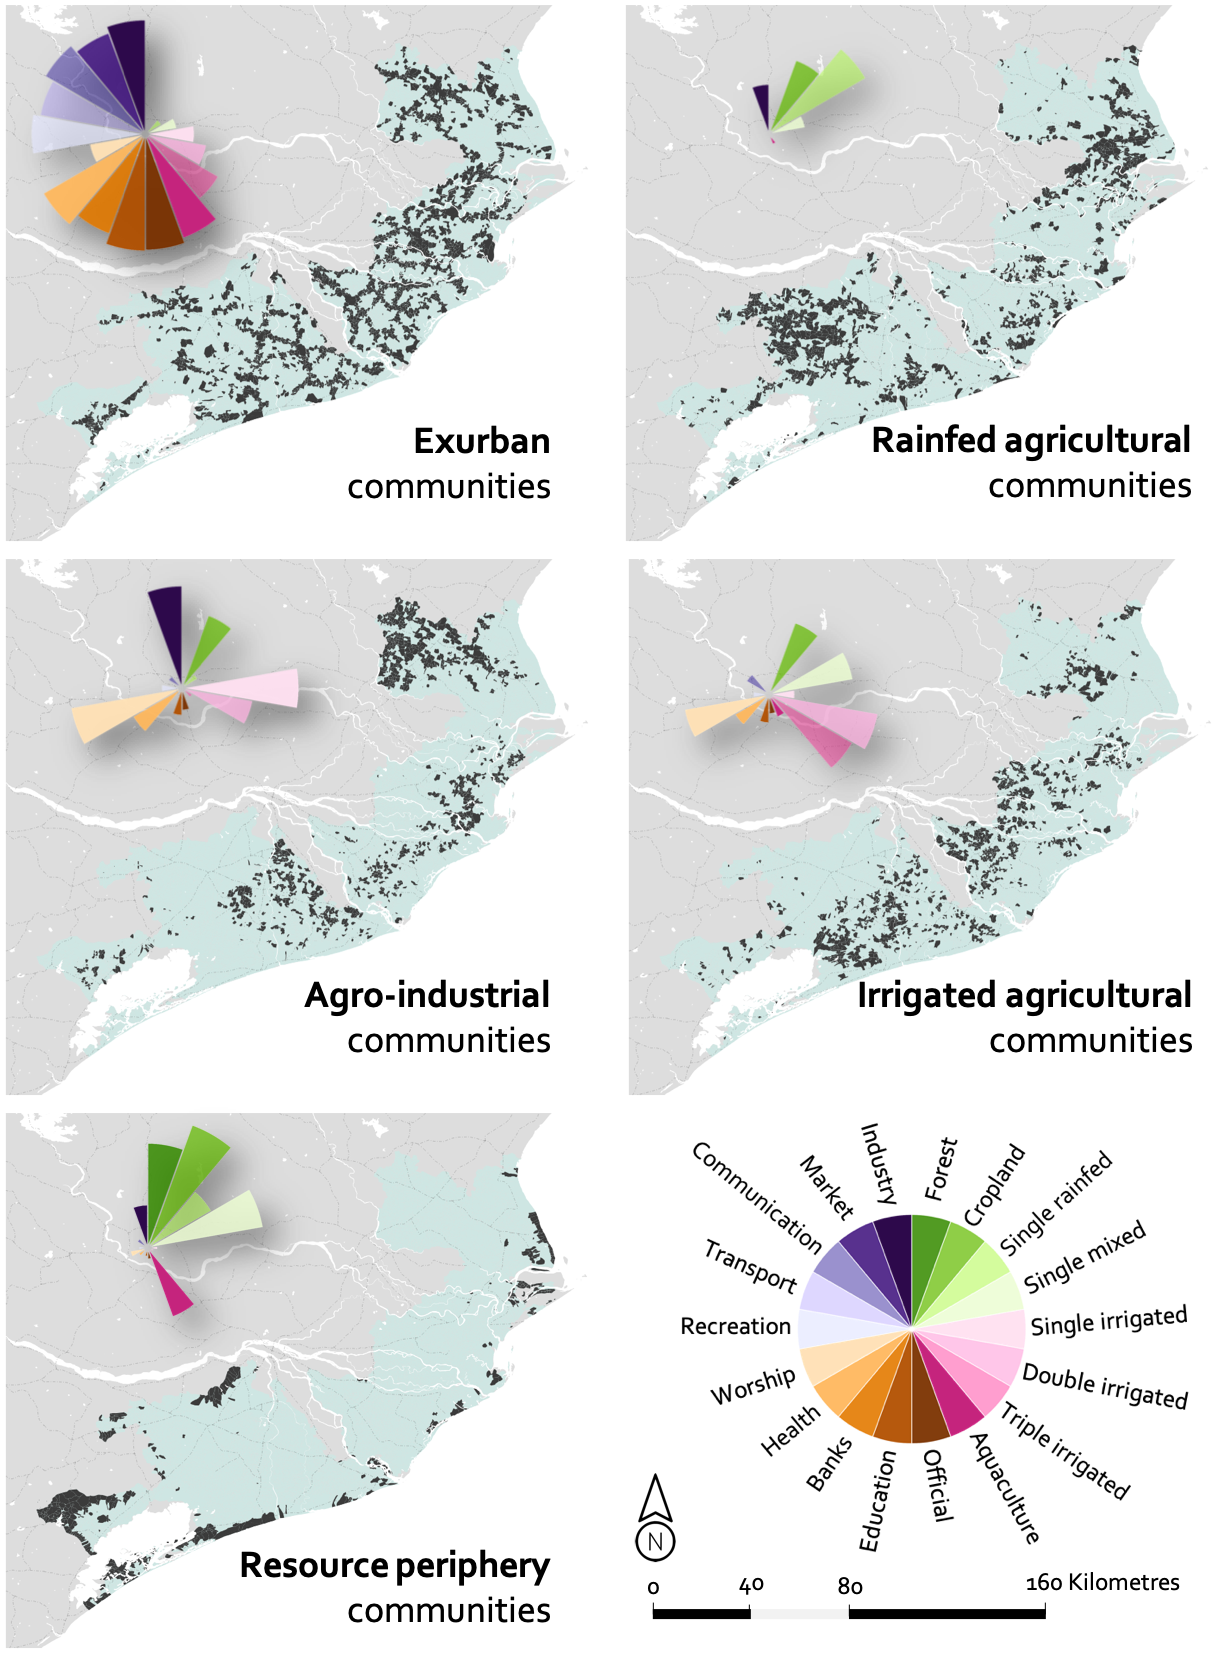 Exurban
communities
Rainfed agricultural
communities
Agro-industrial
communities
Irrigated agricultural
communities
Resource periphery
communities
Industry
Forest
Market
Cropland
Communication
Single rainfed
Transport
Single mixed
Recreation
Single irrigated
Worship
Double irrigated
Health
Triple irrigated
Banks
Aquaculture
Education
Official
N
0 40 80 160 Kilometres